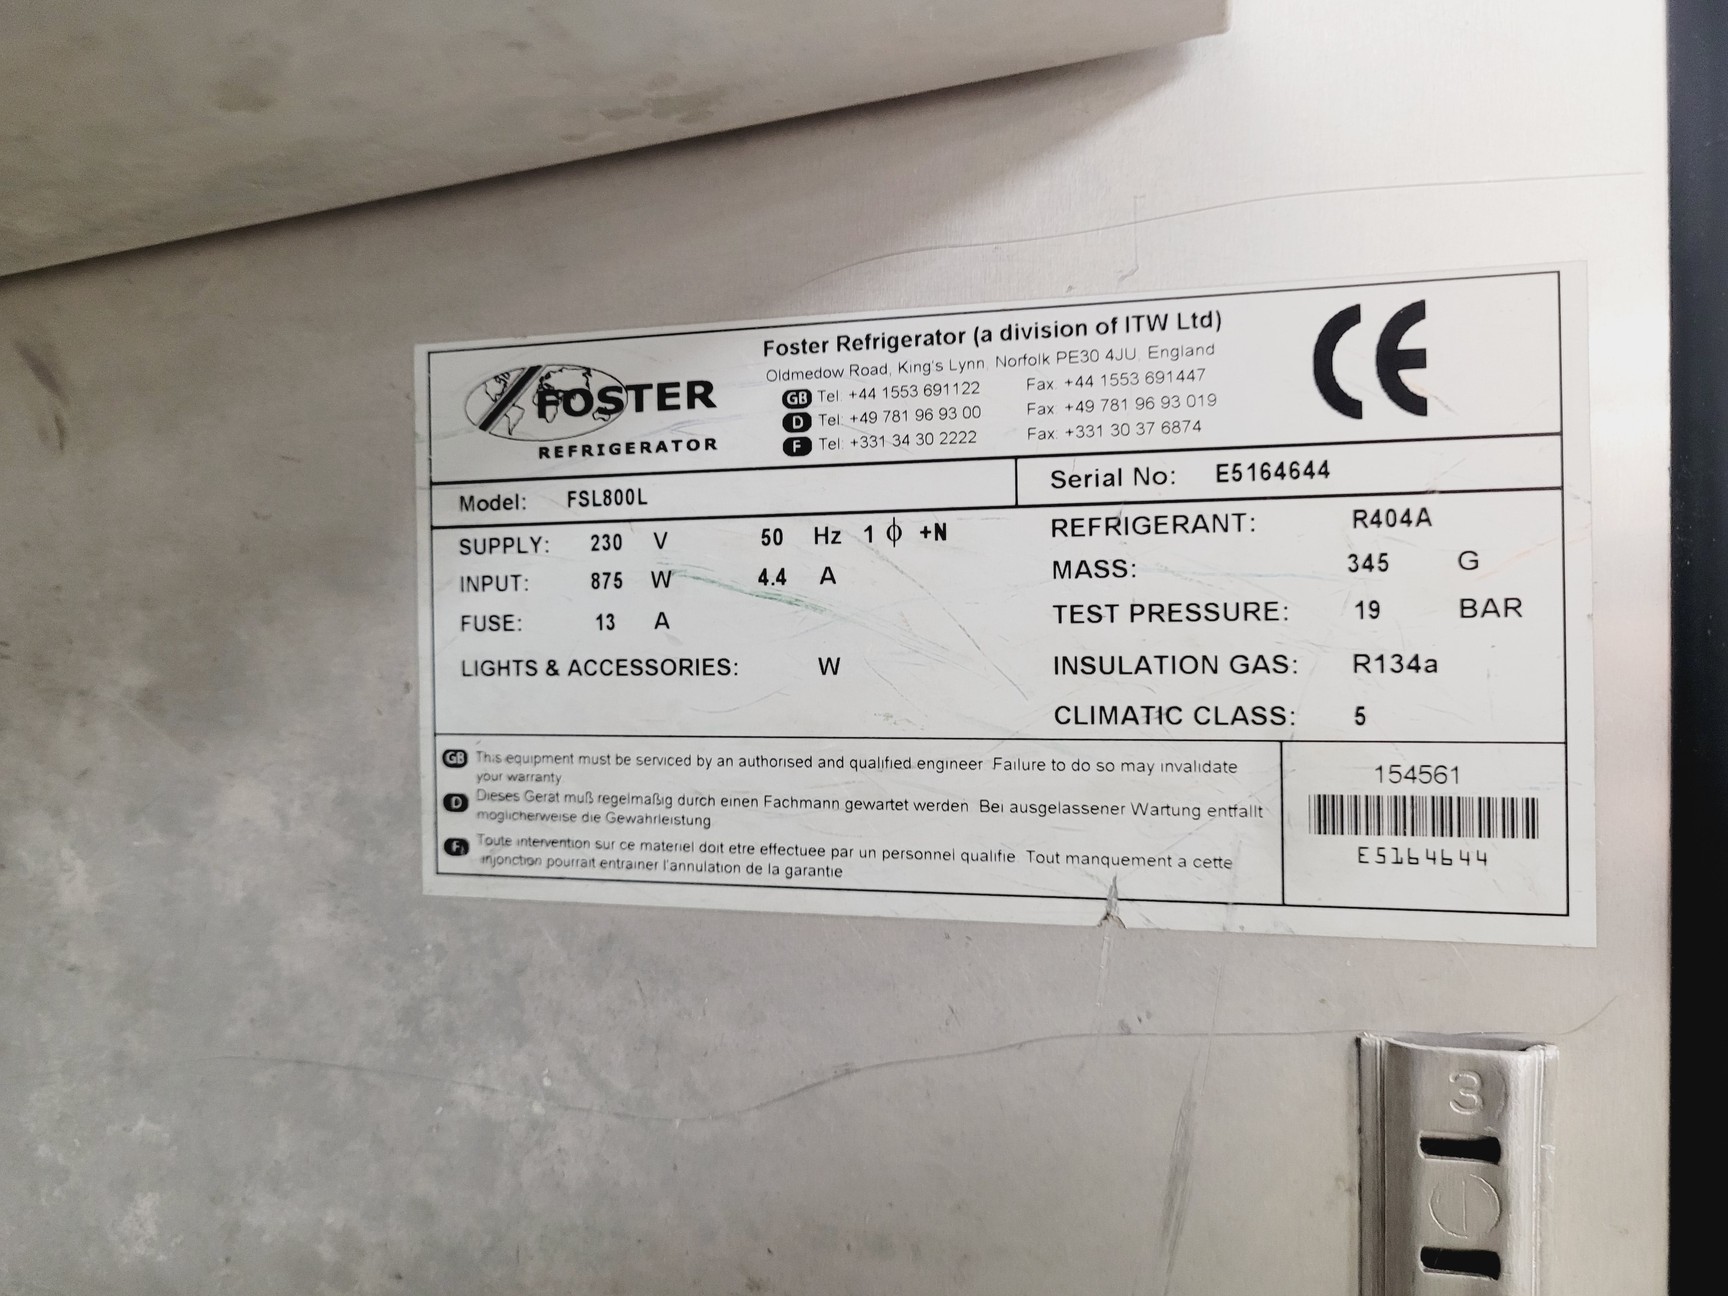 FOSTER
REFRIGERATOR
Foster Refrigerator (a division of ITW Ltd)
Oldmedow Road, King's Lynn, Norfolk PE30 4JU, England
GB Tel: +44 1553 691122 Fax: +44 1553 691447
D Tel: +49 781 96 93 00 Fax: +49 781 96 93 019
F Tel: +331 34 30 2222 Fax: +331 30 37 6874
CE
Model: FSL800L
Serial No: E5164644
SUPPLY: 230 V 50 Hz 1 ϕ +N
INPUT: 875 W 4.4 A
FUSE: 13 A
LIGHTS & ACCESSORIES: W
REFRIGERANT: R404A
MASS: 345 G
TEST PRESSURE: 19 BAR
INSULATION GAS: R134a
CLIMATIC CLASS: 5
GB This equipment must be serviced by an authorised and qualified engineer Failure to do so may invalidate
your warranty
D Dieses Gerat muß regelmaßig durch einen Fachmann gewartet werden Bei ausgelassener Wartung entfallt
moglicherweise die Gewahrleistung
F Toute intervention sur ce materiel doit etre effectuee par un personnel qualifie Tout manquement a cette
injonction pourrait entrainer l'annulation de la garantie
154561
E5164644
3